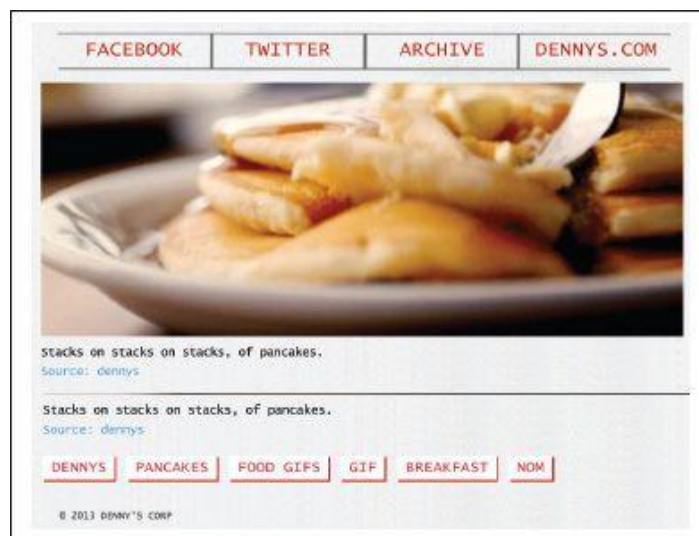 FACEBOOK TWITTER ARCHIVE DENNYS.COM
Stacks on stacks on stacks, of pancakes.
Source: dennys
Stacks on stacks on stacks, of pancakes.
Source: dennys
DENNYS PANCAKES FOOD GIFS GIF BREAKFAST NOM
© 2013 DENNY'S CORP